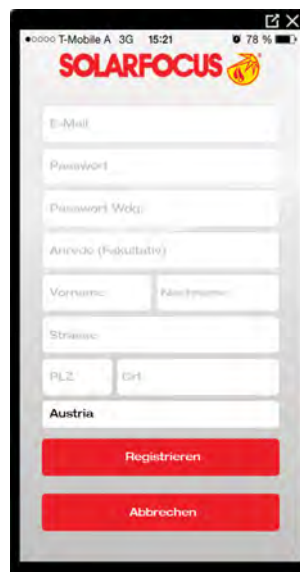 T-Mobile A 3G 15:21 78 %
SOLARFOCUS
E-Mail
Passwort
Passwort Wdg.
Anrede (Fakultativ)
Vorname Nachname
Strasse
PLZ Ort
Austria
Registrieren
Abbrechen